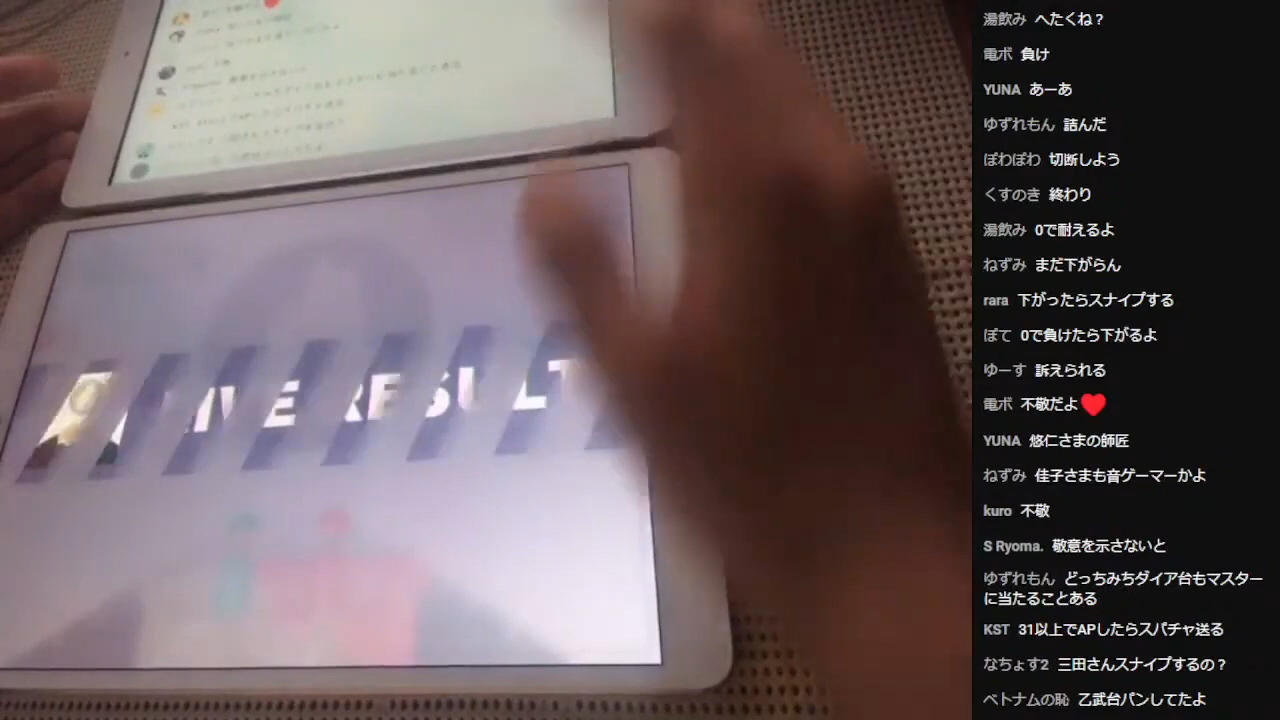 LIVE RESULT
湯飲み へたくね？
電ボ 負け
YUNA あーあ
ゆずれもん 詰んだ
ぽわぽわ 切断しよう
くすのき 終わり
湯飲み 0で耐えるよ
ねずみ まだ下がらん
rara 下がったらスナイプする
ぽて 0で負けたら下がるよ
ゆーす 訴えられる
電ボ 不敬だよ❤
YUNA 悠仁さまの師匠
ねずみ 佳子さまも音ゲーマーかよ
kuro 不敬
S Ryoma. 敬意を示さないと
ゆずれもん どっちみちダイア台もマスター
に当たることある
KST 31以上でAPしたらスパチャ送る
なちょす2 三田さんスナイプするの？
ベトナムの恥 乙武台パンしてたよ